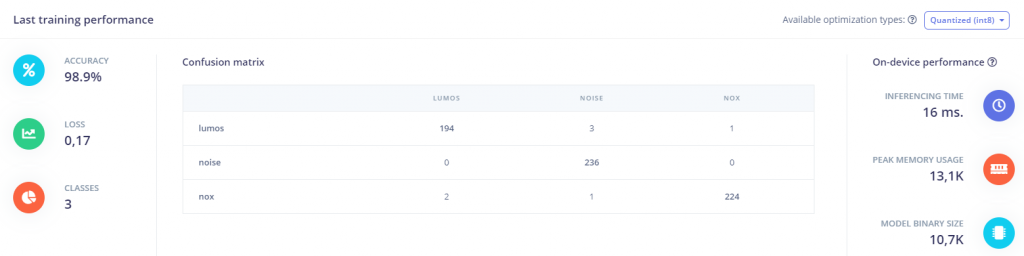 Last training performance
Available optimization types: Quantized (int8)
ACCURACY
98.9%
LOSS
0,17
CLASSES
3
Confusion matrix
LUMOS NOISE NOX
lumos 194 3 1
noise 0 236 0
nox 2 1 224
On-device performance
INFERENCING TIME
16 ms.
PEAK MEMORY USAGE
13,1K
MODEL BINARY SIZE
10,7K